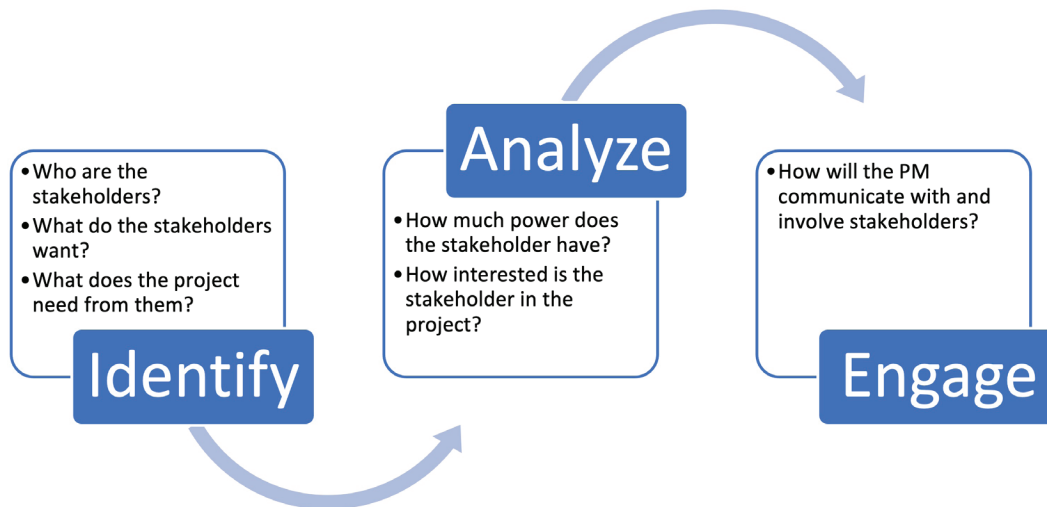 •Who are the
stakeholders?
•What do the stakeholders
want?
•What does the project
need from them?
Identify
Analyze
•How much power does
the stakeholder have?
•How interested is the
stakeholder in the
project?
•How will the PM
communicate with and
involve stakeholders?
Engage